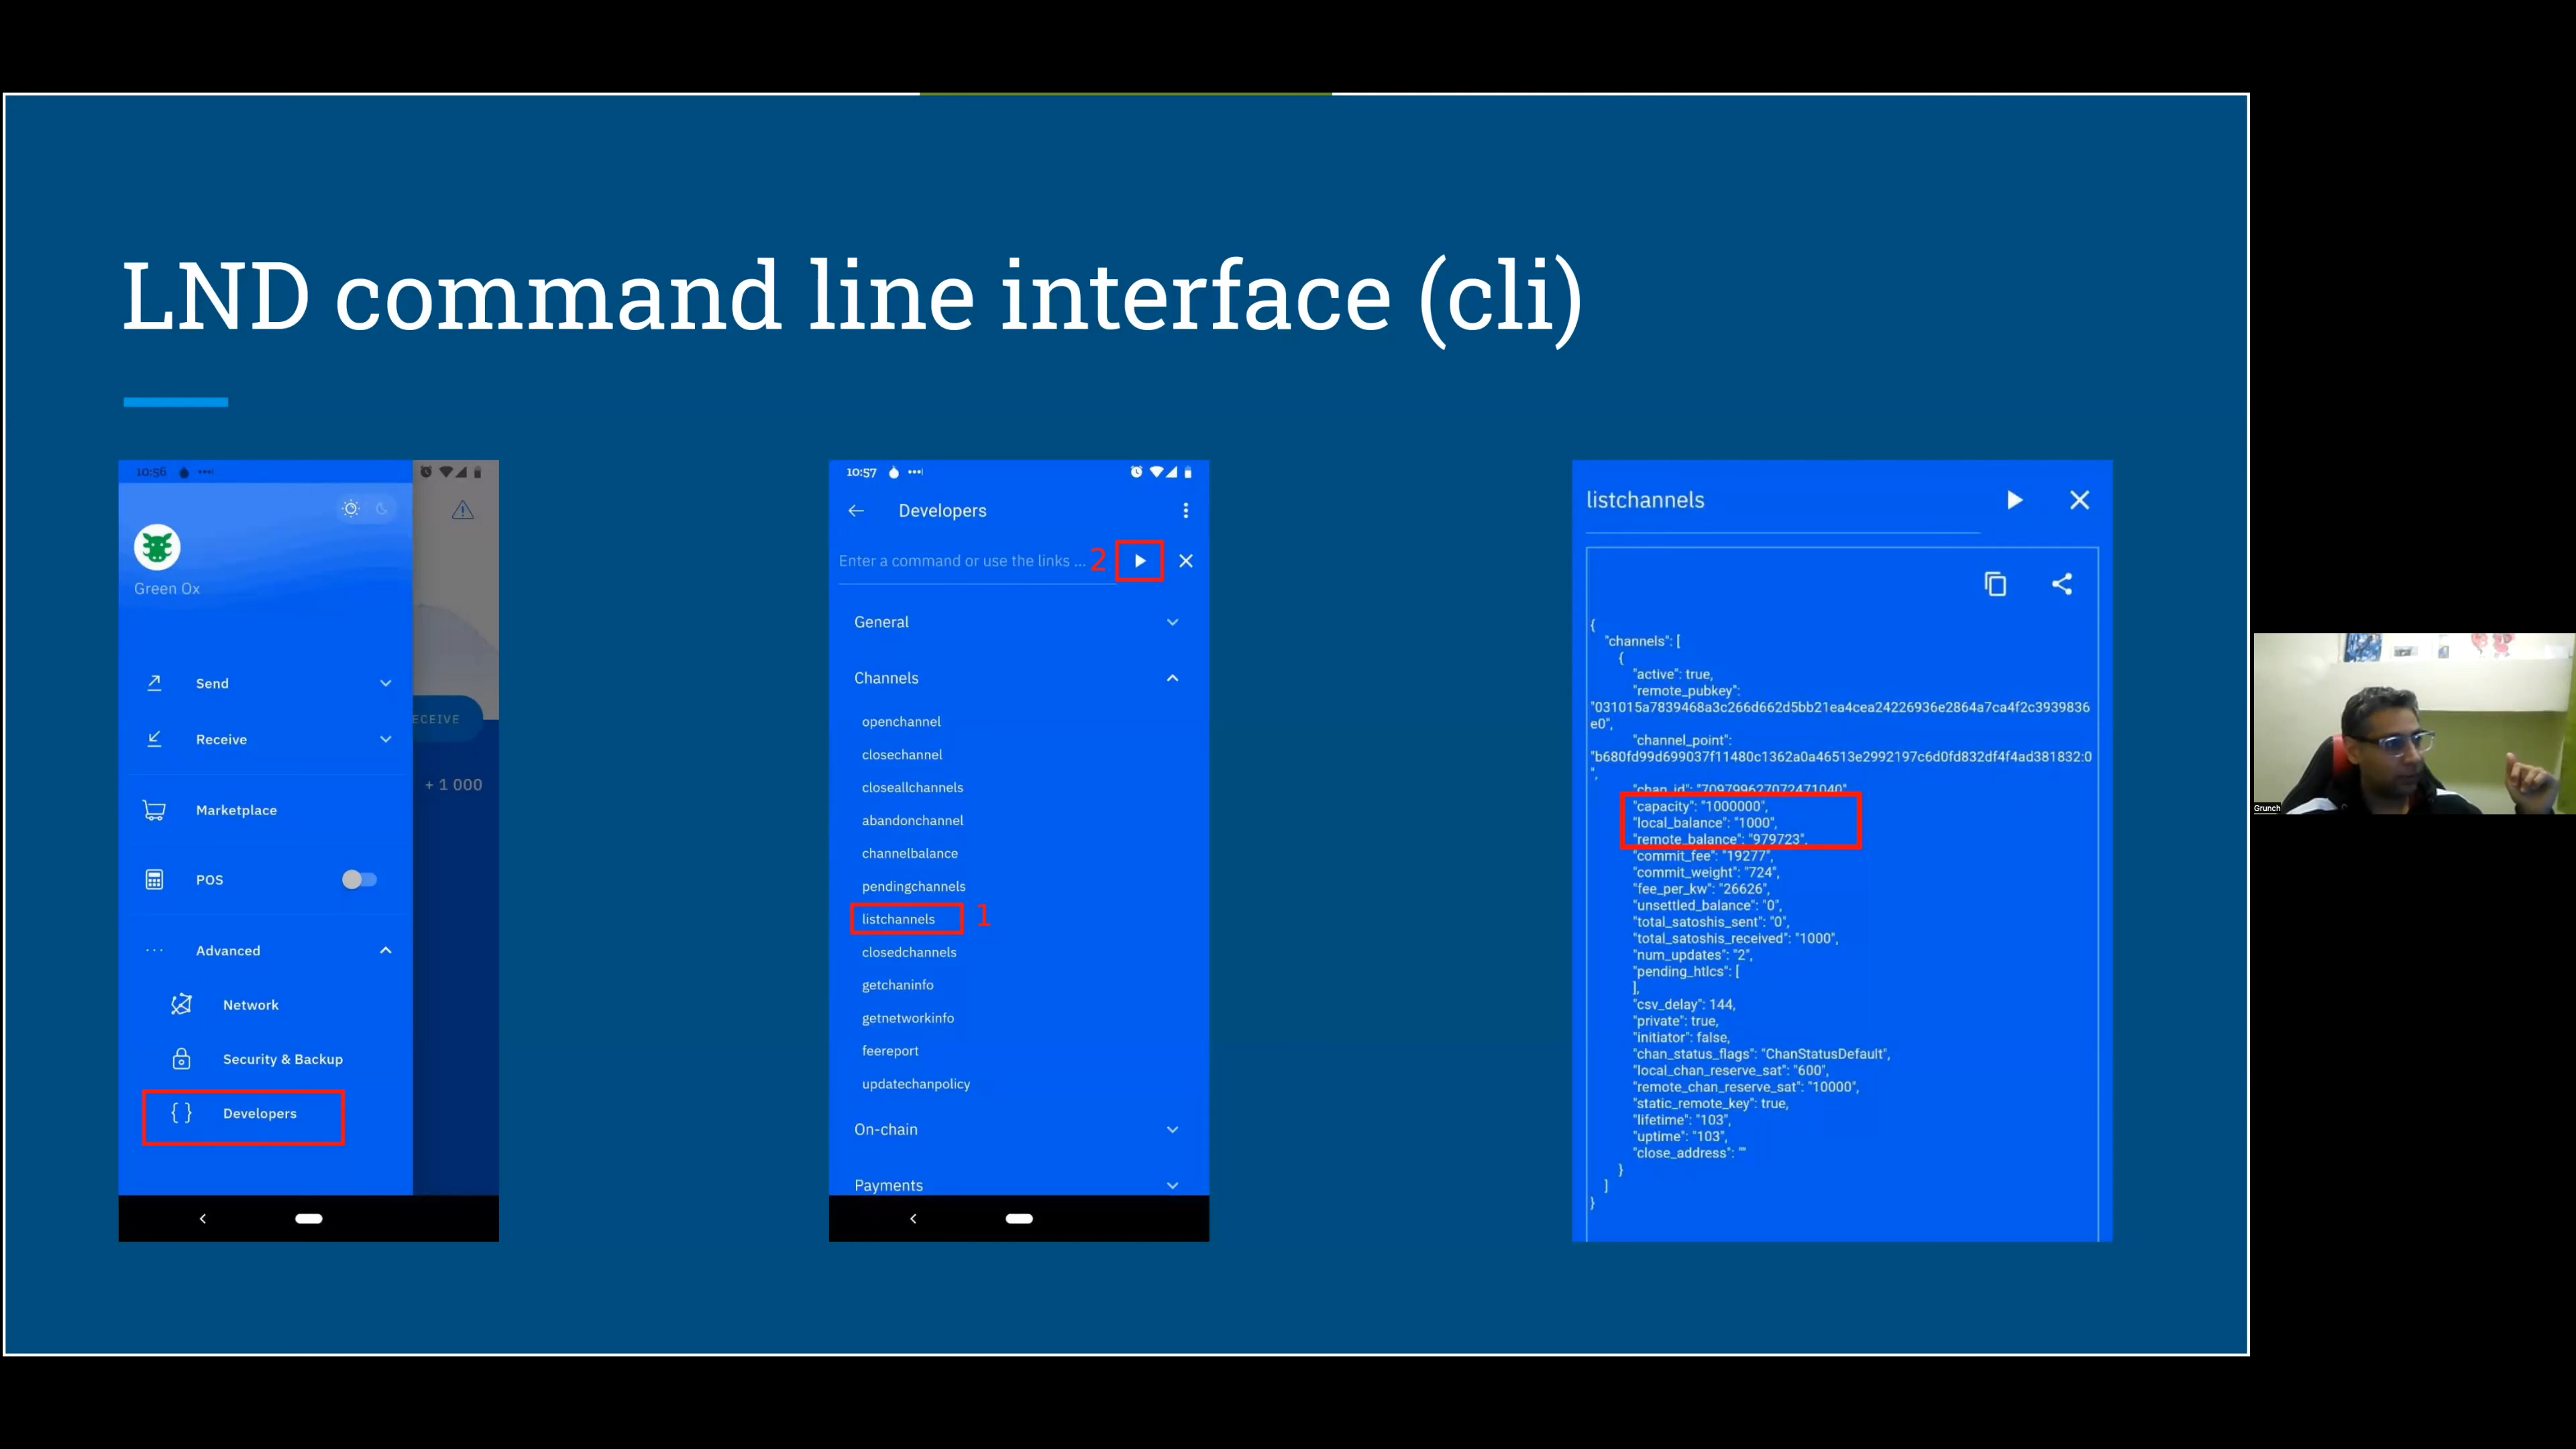 LND command line interface (cli)
10:56
Green Ox
Send
Receive
Marketplace
POS
Advanced
Network
Security & Backup
Developers
ECEIVE
+ 1 000
10:57
Developers
Enter a command or use the links ... 2
General
Channels
openchannel
closechannel
closeallchannels
abandonchannel
channelbalance
pendingchannels
listchannels 1
closedchannels
getchaninfo
getnetworkinfo
feereport
updatechanpolicy
On-chain
Payments
listchannels
{
"channels": [
{
"active": true,
"remote_pubkey":
"031015a7839468a3c266d662d5bb21ea4cea24226936e2864a7ca4f2c3939836
e0",
"channel_point":
"b680fd99d699037f11480c1362a0a46513e2992197c6d0fd832df4f4ad381832:0
",
"chan_id": "709799627072471040",
"capacity": "1000000",
"local_balance": "1000",
"remote_balance": "979723",
"commit_fee": "19277",
"commit_weight": "724",
"fee_per_kw": "26626",
"unsettled_balance": "0",
"total_satoshis_sent": "0",
"total_satoshis_received": "1000",
"num_updates": "2",
"pending_htlcs": [
],
"csv_delay": 144,
"private": true,
"initiator": false,
"chan_status_flags": "ChanStatusDefault",
"local_chan_reserve_sat": "600",
"remote_chan_reserve_sat": "10000",
"static_remote_key": true,
"lifetime": "103",
"uptime": "103",
"close_address": ""
}
]
}
Grunch